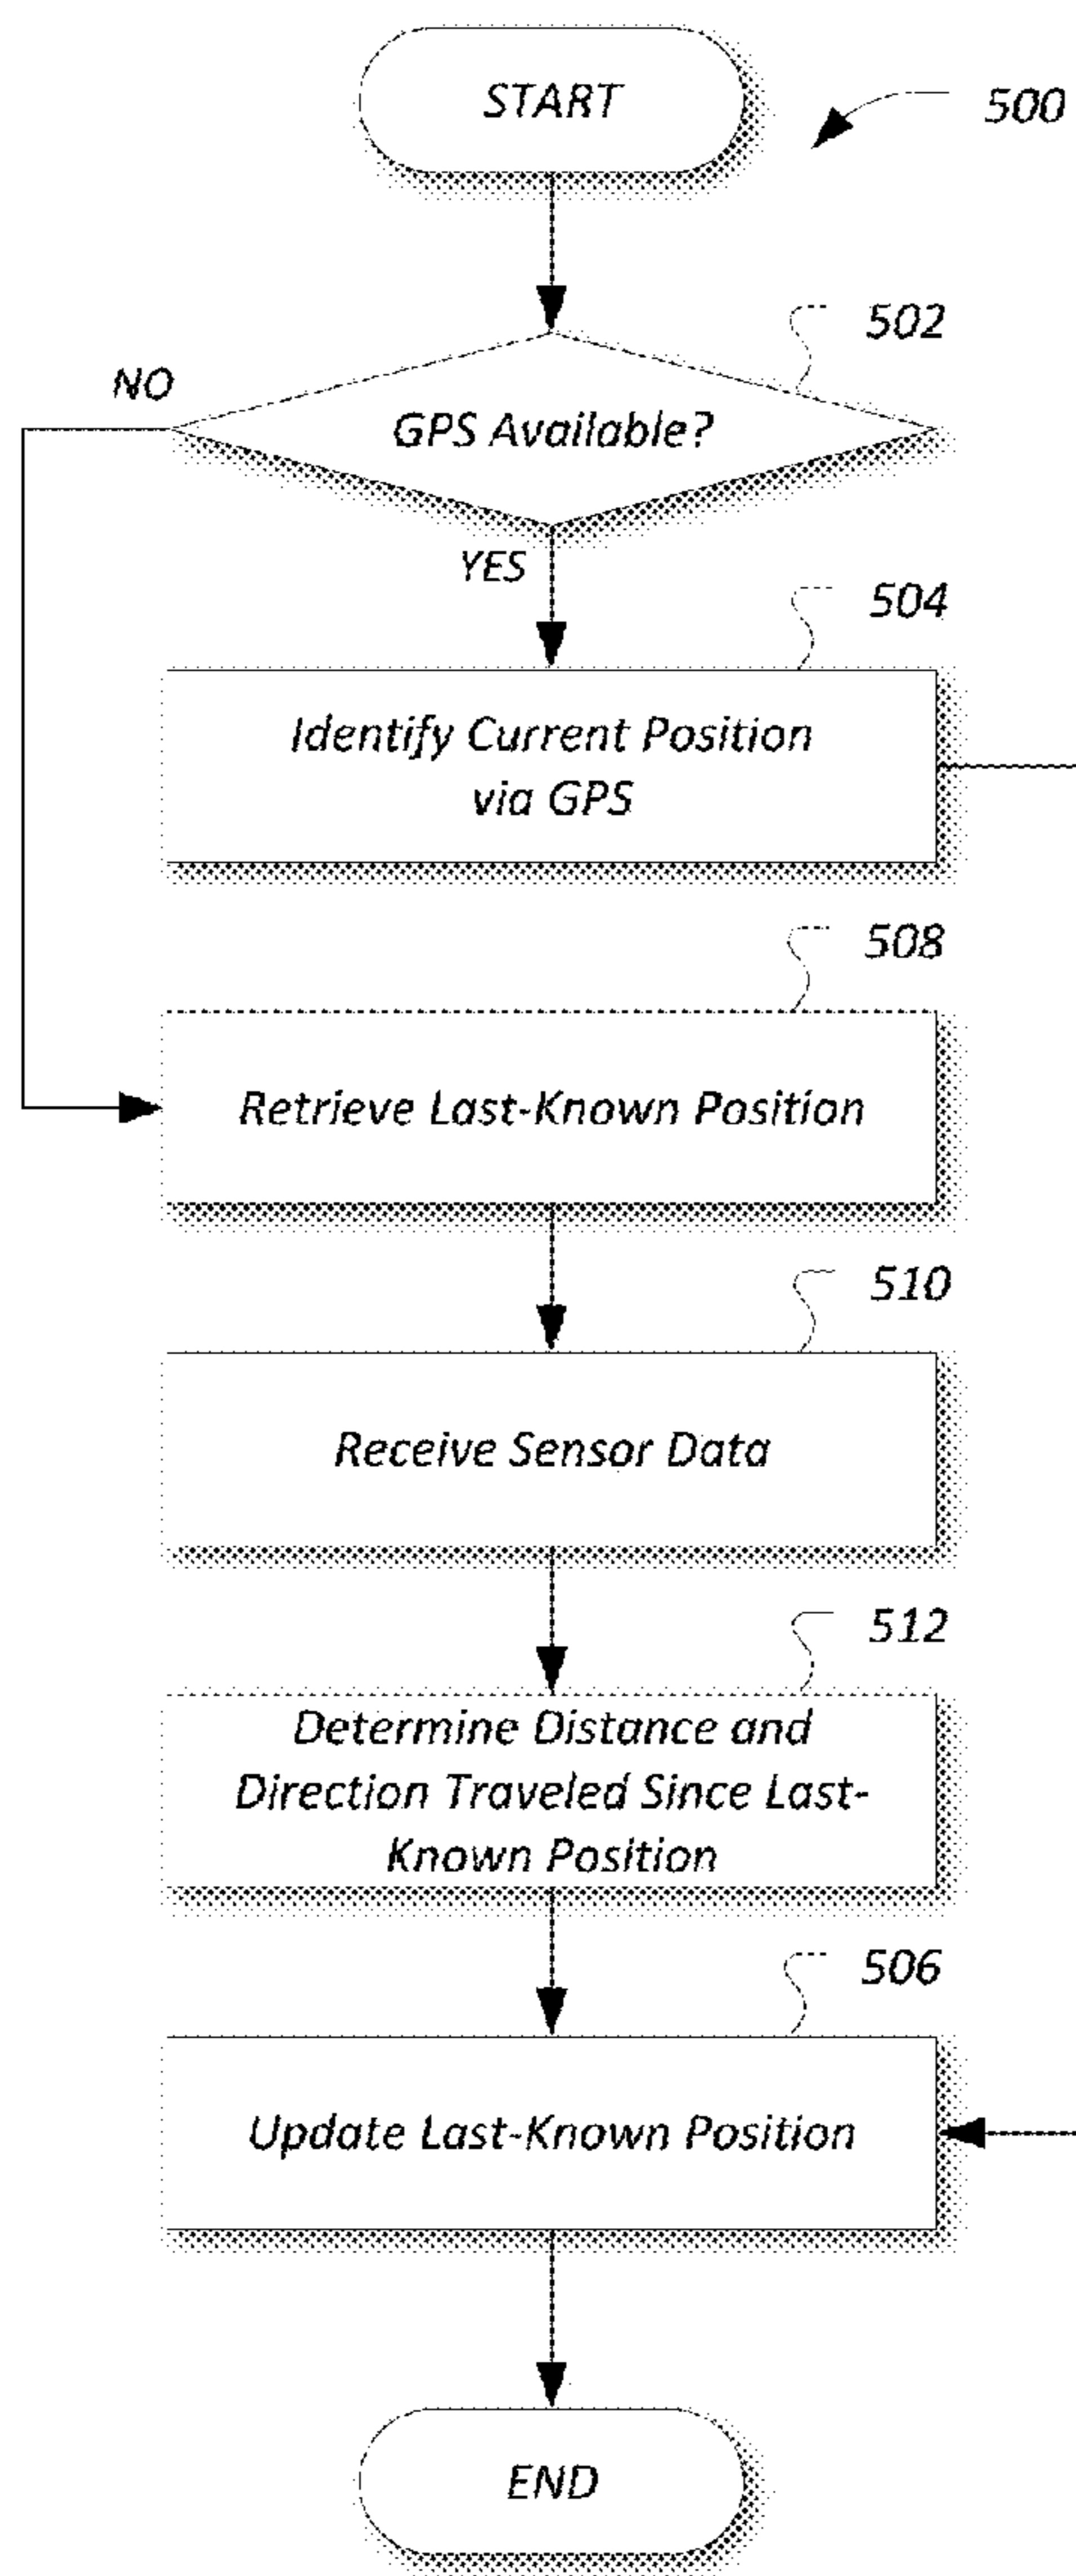 START
500
502
NO
GPS Available?
YES
504
Identify Current Position
via GPS
508
Retrieve Last-Known Position
510
Receive Sensor Data
512
Determine Distance and
Direction Traveled Since Last-
Known Position
506
Update Last-Known Position
END